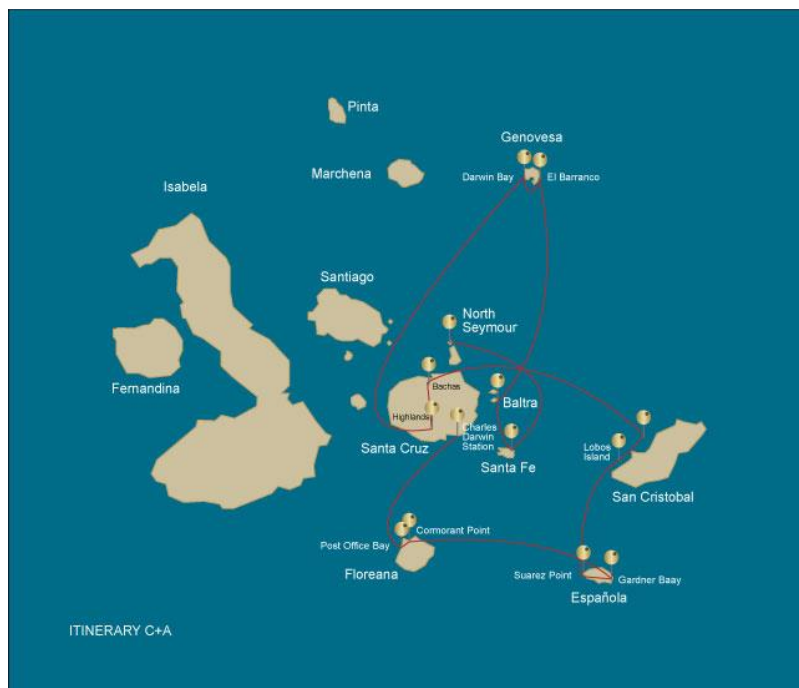 Pinta
Genovesa
Marchena
Darwin Bay
El Barranco
Isabela
Santiago
North
Seymour
Fernandina
Bachas
Baltra
Highlands
Charles
Darwin
Station
Santa Cruz
Santa Fe
Lobos
Island
San Cristobal
Cormorant Point
Post Office Bay
Floreana
Suarez Point
Gardner Baay
Española
ITINERARY C+A